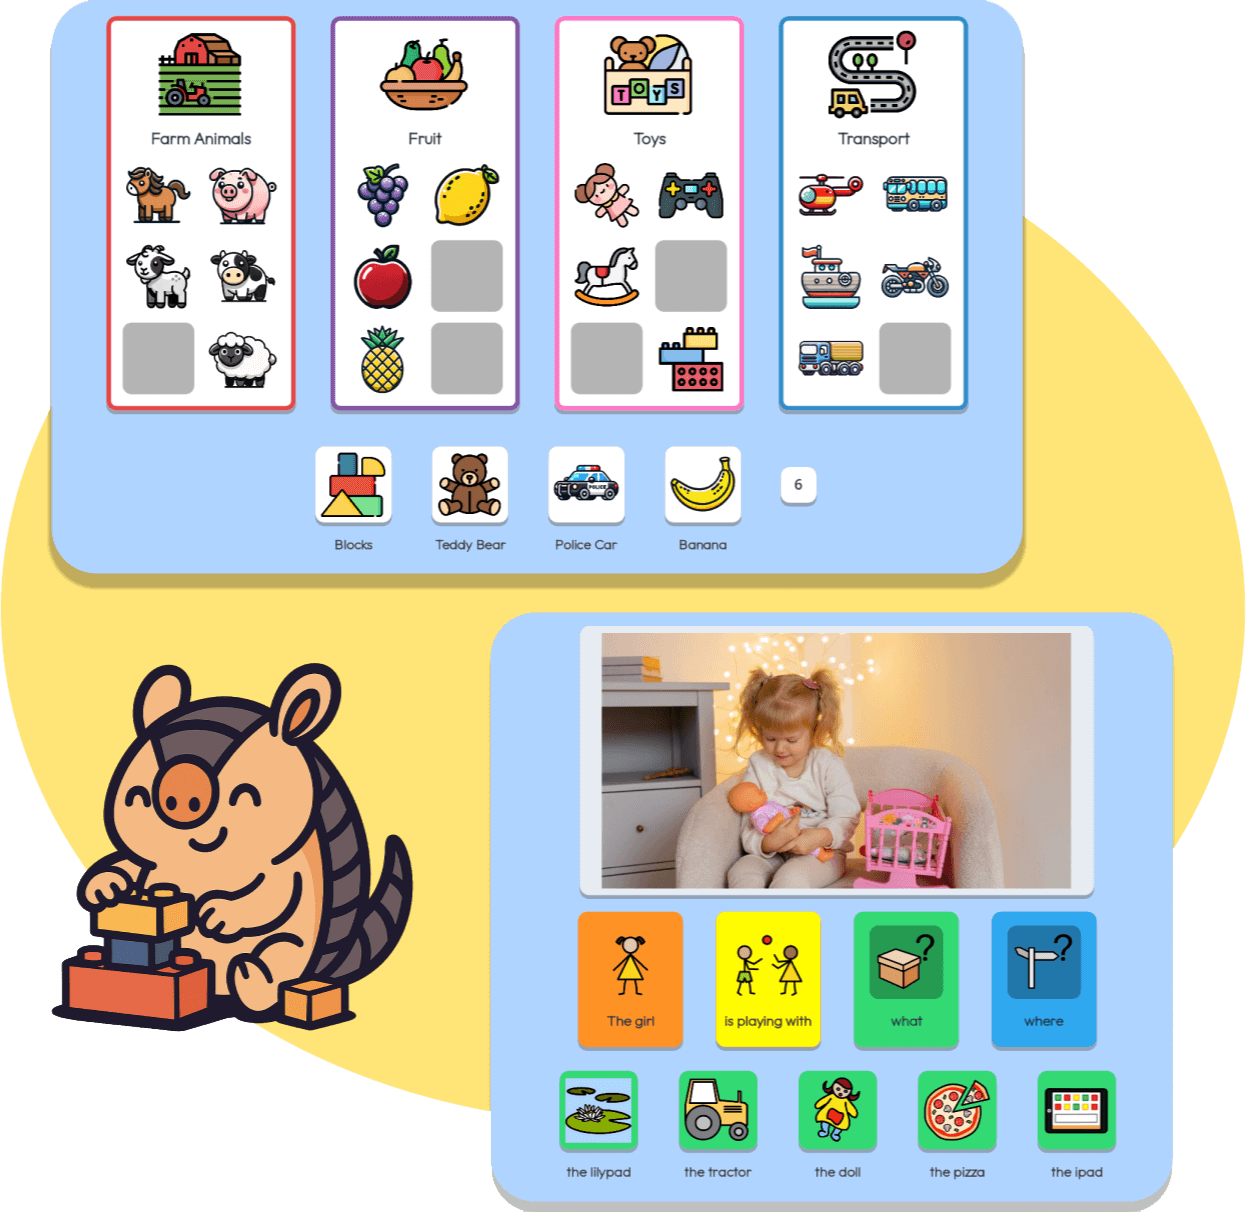 Farm Animals
Fruit
TOYS
Toys
Transport
POLICE
6
Blocks
Teddy Bear
Police Car
Banana
?
?
The girl
is playing with
what
where
the lilypad
the tractor
the doll
the pizza
the ipad